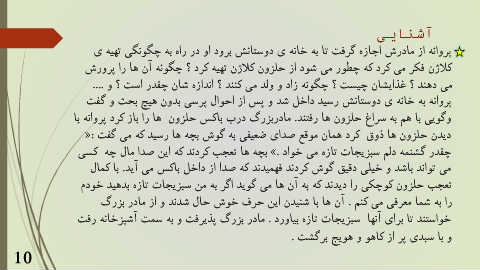 آشنایی
پروانه از مادرش اجازه گرفت تا به خانه ی دوستانش برود او در راه به چگونگی تهیه ی
کلاژن فکر می کرد که چطور می شود از حلزون کلاژن تهیه کرد ؟ چگونه آن ها را پرورش
می دهند ؟ غذایشان چیست ؟ چگونه زاد و ولد می کنند ؟ اندازه شان چقدر است ؟ و ....
پروانه به خانه ی دوستانش رسید داخل شد و پس از احوال پرسی بدون هیچ بحث و گفت
وگویی با هم به سراغ حلزون ها رفتند. مادربزرگ درب باکس حلزون ها را باز کرد پروانه با
دیدن حلزون ها ذوق کرد همان موقع صدای ضعیفی به گوش بچه ها رسید که می گفت :«
چقدر گشنمه دلم سبزیجات تازه می خواد .» بچه ها تعجب کردند که این صدا مال چه کسی
می تواند باشد و خیلی دقیق گوش کردند فهمیدند که صدا از داخل باکس می آید. با کمال
تعجب حلزون کوچکی را دیدند که به آن ها می گوید اگر به من سبزیجات تازه بدهید خودم
را به شما معرفی می کنم . آن ها با شنیدن این حرف خوش حال شدند و از مادر بزرگ
خواستند تا برای آنها سبزیجات تازه بیاورد . مادر بزرگ پذیرفت و به سمت آشپزخانه رفت
و با سبدی پر از کاهو و هویج برگشت .
10